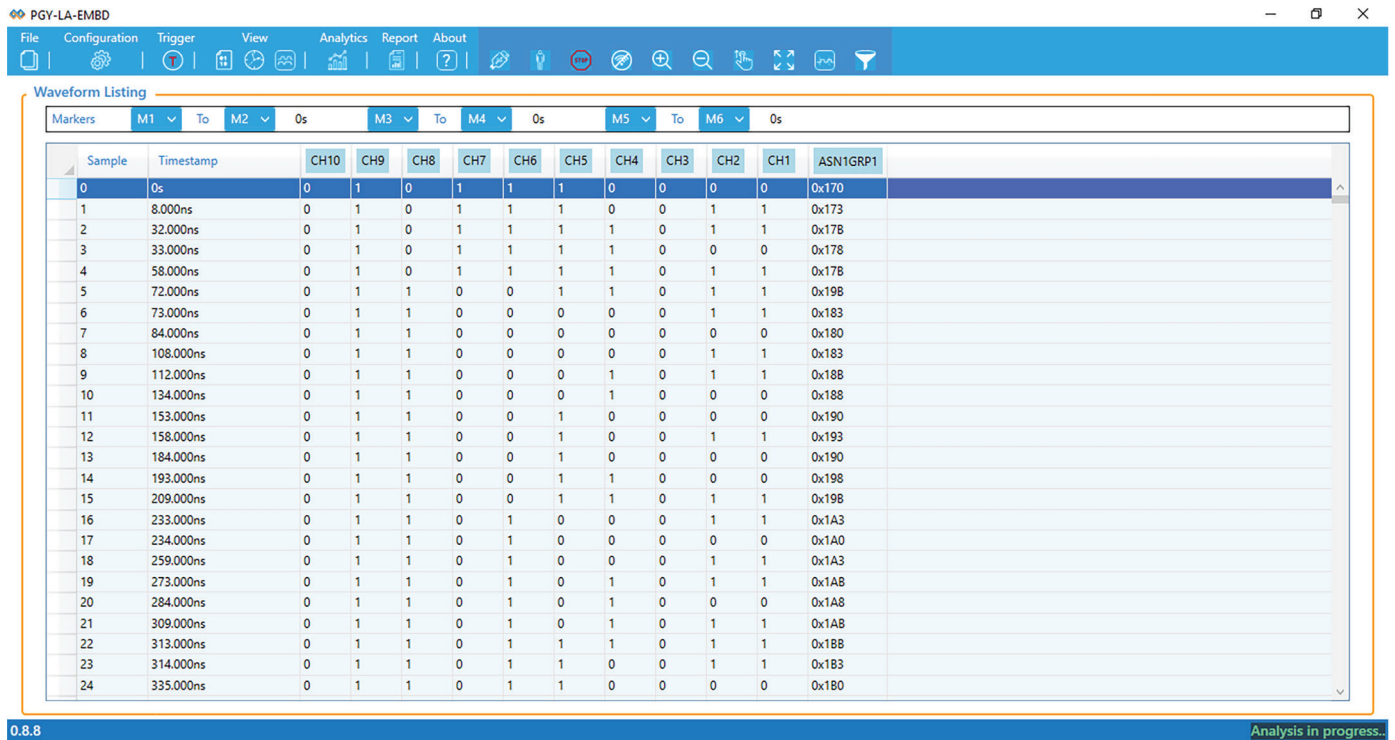 PGY-LA-EMBD
File Configuration Trigger View Analytics Report About
T ? STOP
Waveform Listing
Markers M1 To M2 0s M3 To M4 0s M5 To M6 0s
Sample Timestamp CH10 CH9 CH8 CH7 CH6 CH5 CH4 CH3 CH2 CH1 ASN1GRP1
0 0s 0 1 0 1 1 1 0 0 0 0 0x170
1 8.000ns 0 1 0 1 1 1 0 0 1 1 0x173
2 32.000ns 0 1 0 1 1 1 1 0 1 1 0x17B
3 33.000ns 0 1 0 1 1 1 1 0 0 0 0x178
4 58.000ns 0 1 0 1 1 1 1 0 1 1 0x17B
5 72.000ns 0 1 1 0 0 1 1 0 1 1 0x19B
6 73.000ns 0 1 1 0 0 0 0 0 1 1 0x183
7 84.000ns 0 1 1 0 0 0 0 0 0 0 0x180
8 108.000ns 0 1 1 0 0 0 0 0 1 1 0x183
9 112.000ns 0 1 1 0 0 0 1 0 1 1 0x18B
10 134.000ns 0 1 1 0 0 0 1 0 0 0 0x188
11 153.000ns 0 1 1 0 0 1 0 0 0 0 0x190
12 158.000ns 0 1 1 0 0 1 0 0 1 1 0x193
13 184.000ns 0 1 1 0 0 1 0 0 0 0 0x190
14 193.000ns 0 1 1 0 0 1 1 0 0 0 0x198
15 209.000ns 0 1 1 0 0 1 1 0 1 1 0x19B
16 233.000ns 0 1 1 0 1 0 0 0 1 1 0x1A3
17 234.000ns 0 1 1 0 1 0 0 0 0 0 0x1A0
18 259.000ns 0 1 1 0 1 0 0 0 1 1 0x1A3
19 273.000ns 0 1 1 0 1 0 1 0 1 1 0x1AB
20 284.000ns 0 1 1 0 1 0 1 0 0 0 0x1A8
21 309.000ns 0 1 1 0 1 0 1 0 1 1 0x1AB
22 313.000ns 0 1 1 0 1 1 1 0 1 1 0x1BB
23 314.000ns 0 1 1 0 1 1 0 0 1 1 0x1B3
24 335.000ns 0 1 1 0 1 1 0 0 0 0 0x1B0
0.8.8 Analysis in progress..